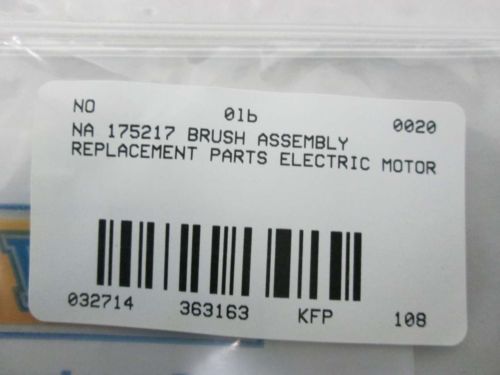 NO 01b 0020
NA 175217 BRUSH ASSEMBLY
REPLACEMENT PARTS ELECTRIC MOTOR
032714 363163 KFP 108